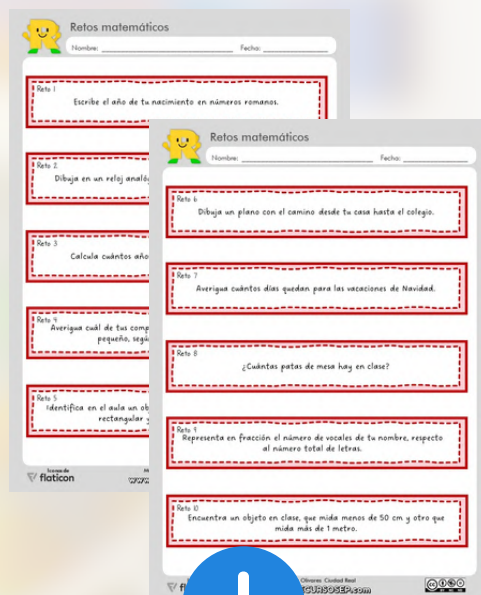 Retos matemáticos
Nombre: Fecha:
Reto 1
Escribe el año de tu nacimiento en números romanos.
Reto 2
Dibuja en un reloj
Reto 3
Calcula cuántos
Reto 4
Averigua cuál de tus
pequeño,
Reto 5
Identifica en el aula un
rectangular
Iconos de
flaticon
Retos matemáticos
Nombre: Fecha:
Reto 6
Dibuja un plano con el camino desde tu casa hasta el colegio.
Reto 7
Averigua cuántos días quedan para las vacaciones de Navidad.
Reto 8
¿Cuántas patas de mesa hay en clase?
Reto 9
Representa en fracción el número de vocales de tu nombre, respecto
al número total de letras.
Reto 10
Encuentra un objeto en clase, que mida menos de 50 cm y otro que
mida más de 1 metro.
Olivares Ciudad Real